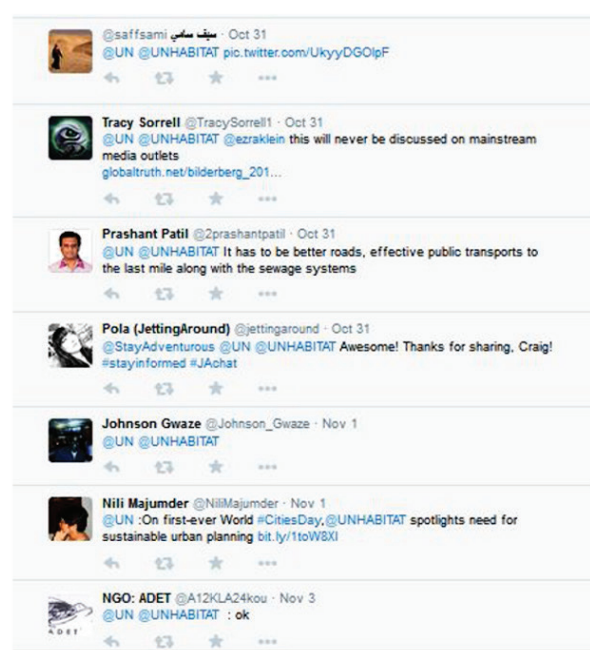 @saffsami سيف سامي · Oct 31
@UN @UNHABITAT pic.twitter.com/UkyyDGOlpF
Tracy Sorrell @TracySorrell1 · Oct 31
@UN @UNHABITAT @ezraklein this will never be discussed on mainstream
media outlets
globaltruth.net/bilderberg_201...
Prashant Patil @2prashantpatil · Oct 31
@UN @UNHABITAT It has to be better roads, effective public transports to
the last mile along with the sewage systems
Pola (JettingAround) @jettingaround · Oct 31
@StayAdventurous @UN @UNHABITAT Awesome! Thanks for sharing, Craig!
#stayinformed #JAchat
Johnson Gwaze @Johnson_Gwaze · Nov 1
@UN @UNHABITAT
Nili Majumder @NiliMajumder · Nov 1
@UN :On first-ever World #CitiesDay,@UNHABITAT spotlights need for
sustainable urban planning bit.ly/1toW8XI
NGO: ADET @A12KLA24kou · Nov 3
@UN @UNHABITAT : ok
ADET